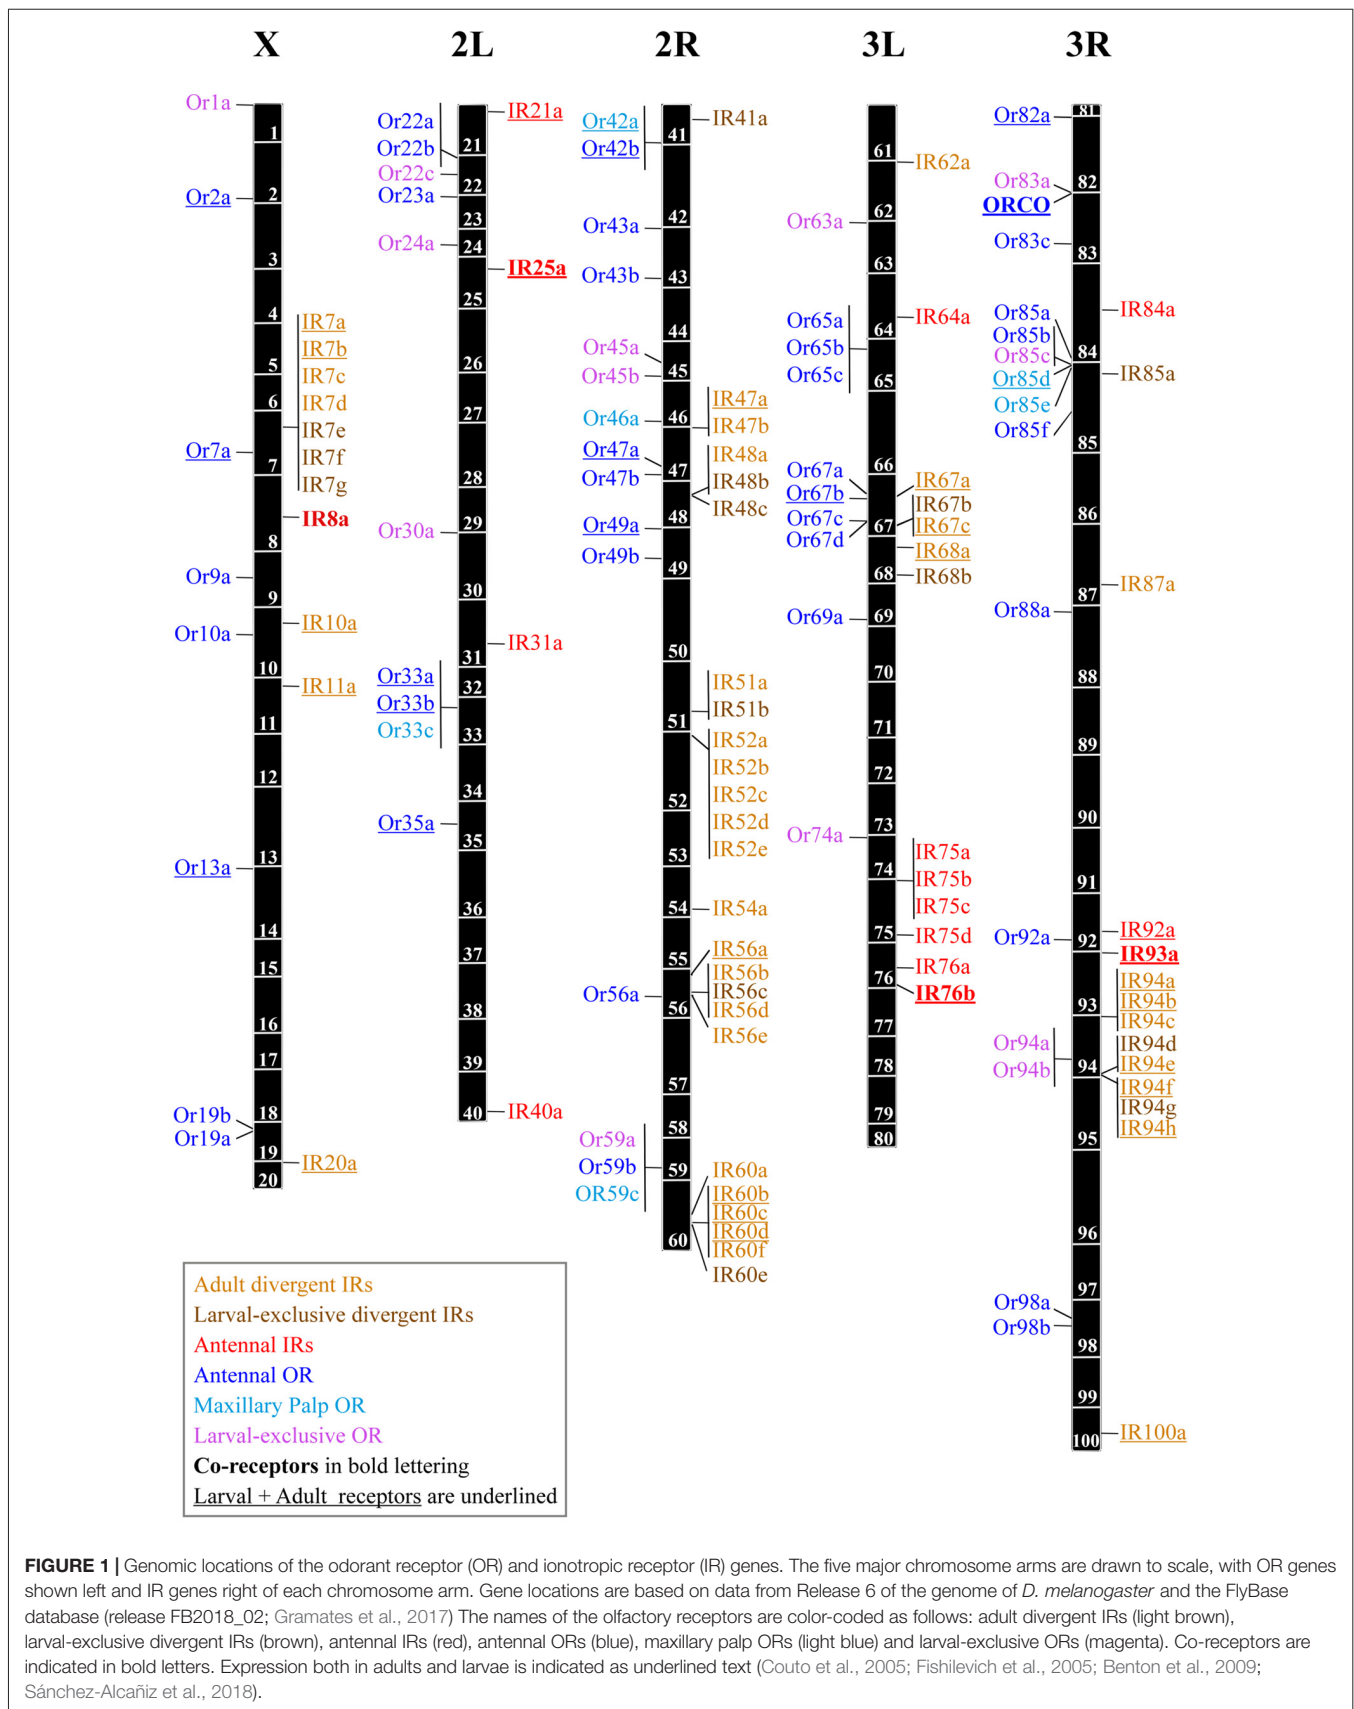 X 2L 2R 3L 3R
Or1a
Or2a
Or7a
Or9a
Or10a
Or13a
Or19b
Or19a
1
2
3
4
5
6
7
8
9
10
11
12
13
14
15
16
17
18
19
20
IR7a
IR7b
IR7c
IR7d
IR7e
IR7f
IR7g
IR8a
IR10a
IR11a
IR20a
Or22a
Or22b
Or22c
Or23a
Or24a
Or30a
Or33a
Or33b
Or33c
Or35a
21
22
23
24
25
26
27
28
29
30
31
32
33
34
35
36
37
38
39
40
IR21a
IR25a
IR31a
IR40a
Or42a
Or42b
Or43a
Or43b
Or45a
Or45b
Or46a
Or47a
Or47b
Or49a
Or49b
Or56a
Or59a
Or59b
OR59c
41
42
43
44
45
46
47
48
49
50
51
52
53
54
55
56
57
58
59
60
IR41a
IR47a
IR47b
IR48a
IR48b
IR48c
IR51a
IR51b
IR52a
IR52b
IR52c
IR52d
IR52e
IR54a
IR56a
IR56b
IR56c
IR56d
IR56e
IR60a
IR60b
IR60c
IR60d
IR60f
IR60e
Or63a
Or65a
Or65b
Or65c
Or67a
Or67b
Or67c
Or67d
Or69a
Or74a
61
62
63
64
65
66
67
68
69
70
71
72
73
74
75
76
77
78
79
80
IR62a
IR64a
IR67a
IR67b
IR67c
IR68a
IR68b
IR75a
IR75b
IR75c
IR75d
IR76a
IR76b
Or82a
Or83a
ORCO
Or83c
Or85a
Or85b
Or85c
Or85d
Or85e
Or85f
Or88a
Or92a
Or94a
Or94b
Or98a
Or98b
81
82
83
84
85
86
87
88
89
90
91
92
93
94
95
96
97
98
99
100
IR84a
IR85a
IR87a
IR92a
IR93a
IR94a
IR94b
IR94c
IR94d
IR94e
IR94f
IR94g
IR94h
IR100a
Adult divergent IRs
Larval-exclusive divergent IRs
Antennal IRs
Antennal OR
Maxillary Palp OR
Larval-exclusive OR
Co-receptors in bold lettering
Larval + Adult receptors are underlined
FIGURE 1 | Genomic locations of the odorant receptor (OR) and ionotropic receptor (IR) genes. The five major chromosome arms are drawn to scale, with OR genes
shown left and IR genes right of each chromosome arm. Gene locations are based on data from Release 6 of the genome of D. melanogaster and the FlyBase
database (release FB2018_02; Gramates et al., 2017) The names of the olfactory receptors are color-coded as follows: adult divergent IRs (light brown),
larval-exclusive divergent IRs (brown), antennal IRs (red), antennal ORs (blue), maxillary palp ORs (light blue) and larval-exclusive ORs (magenta). Co-receptors are
indicated in bold letters. Expression both in adults and larvae is indicated as underlined text (Couto et al., 2005; Fishilevich et al., 2005; Benton et al., 2009;
Sánchez-Alcañiz et al., 2018).